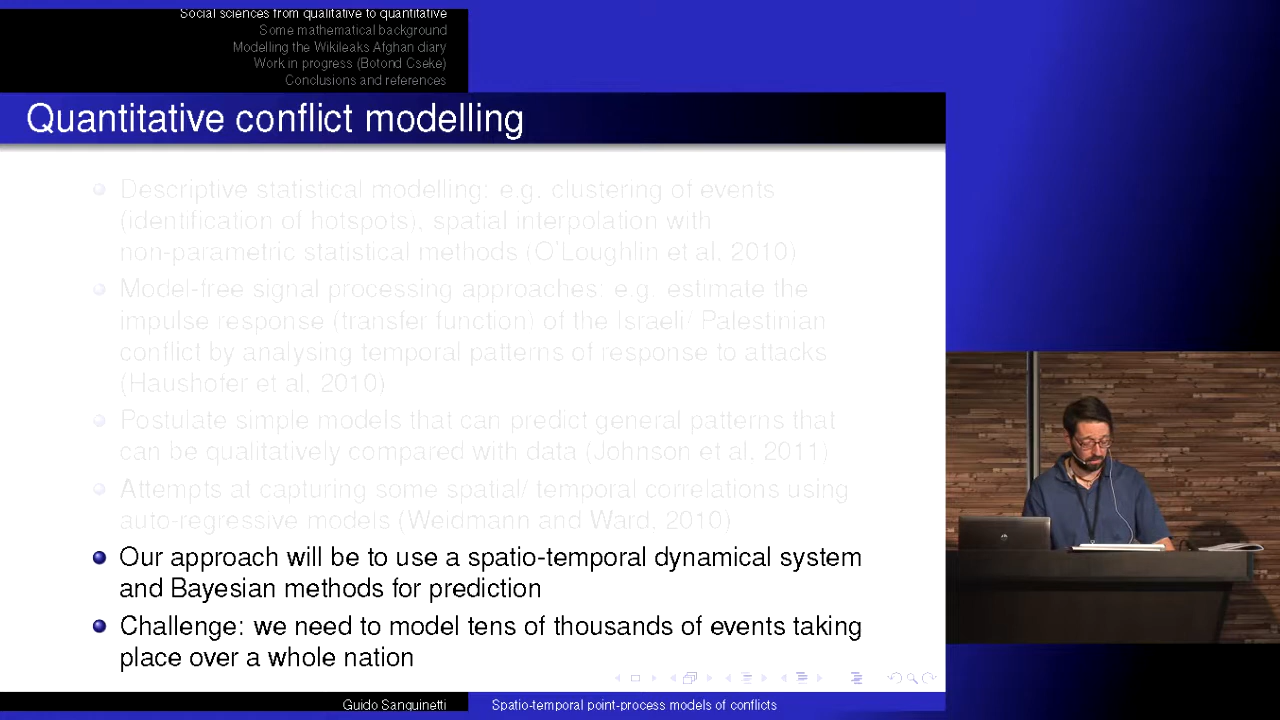 Social sciences from qualitative to quantitative
Some mathematical background
Modelling the Wikileaks Afghan diary
Work in progress (Botond Cseke)
Conclusions and references
Quantitative conflict modelling
Descriptive statistical modelling: e.g. clustering of events
(identification of hotspots), spatial interpolation with
non-parametric statistical methods (O'Loughlin et al, 2010)
Model-free signal processing approaches: e.g. estimate the
impulse response (transfer function) of the Israeli/ Palestinian
conflict by analysing temporal patterns of response to attacks
(Haushofer et al, 2010)
Postulate simple models that can predict general patterns that
can be qualitatively compared with data (Johnson et al, 2011)
Attempts at capturing some spatial/ temporal correlations using
auto-regressive models (Weidmann and Ward, 2010)
Our approach will be to use a spatio-temporal dynamical system
and Bayesian methods for prediction
Challenge: we need to model tens of thousands of events taking
place over a whole nation
Guido Sanguinetti
Spatio-temporal point-process models of conflicts